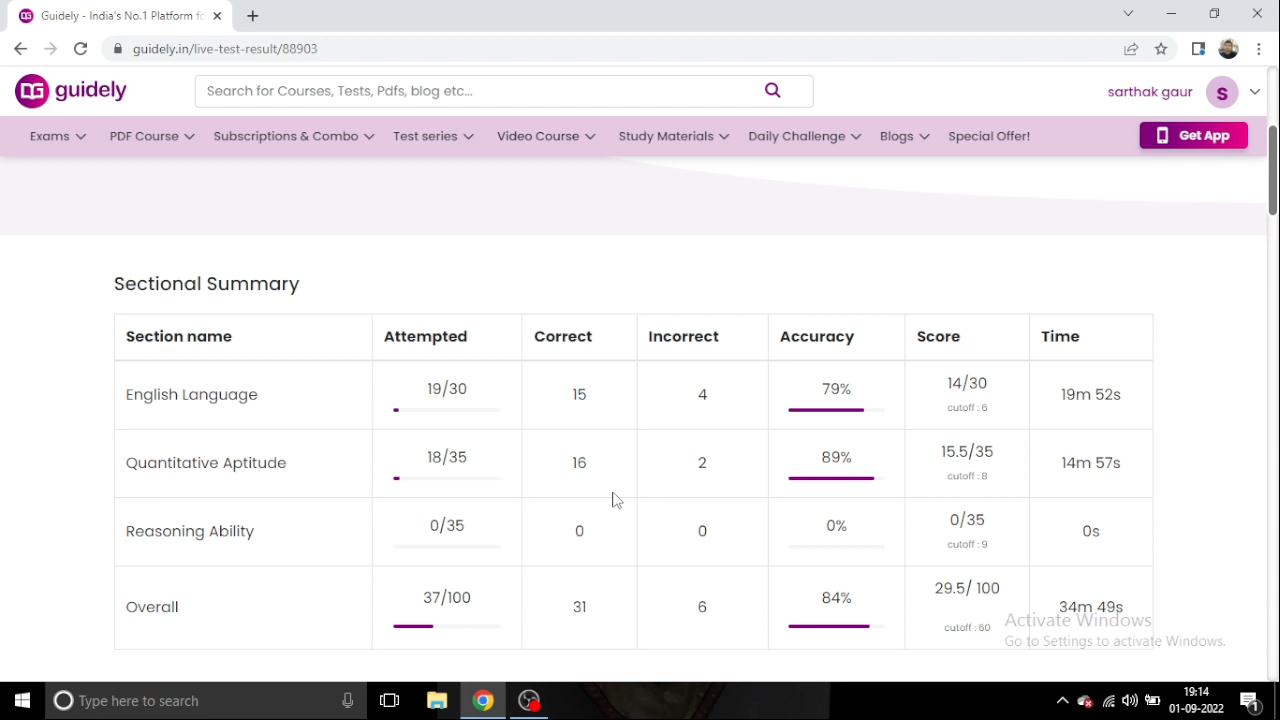 Guidely - India's No.1 Platform fo
guidely.in/live-test-result/88903
guidely
Search for Courses, Tests, Pdfs, blog etc...
sarthak gaur
S
Exams
PDF Course
Subscriptions & Combo
Test series
Video Course
Study Materials
Daily Challenge
Blogs
Special Offer!
Get App
Sectional Summary
Section name Attempted Correct Incorrect Accuracy Score Time
English Language 19/30 15 4 79% 14/30 19m 52s
cutoff : 6
Quantitative Aptitude 18/35 16 2 89% 15.5/35 14m 57s
cutoff : 8
Reasoning Ability 0/35 0 0 0% 0/35 0s
cutoff : 9
Overall 37/100 31 6 84% 29.5/ 100 34m 49s
cutoff : 60
Activate Windows
Go to Settings to activate Windows.
Type here to search
19:14
01-09-2022
1